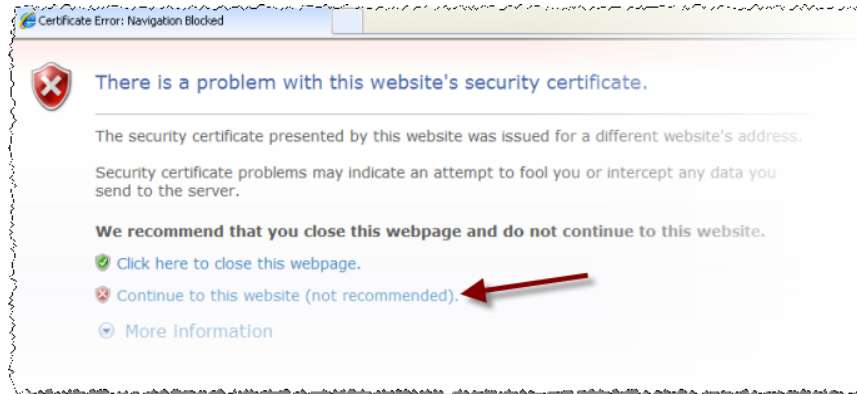 Certificate Error: Navigation Blocked
There is a problem with this website's security certificate.
The security certificate presented by this website was issued for a different website's address.
Security certificate problems may indicate an attempt to fool you or intercept any data you
send to the server.
We recommend that you close this webpage and do not continue to this website.
Click here to close this webpage.
Continue to this website (not recommended).
More information